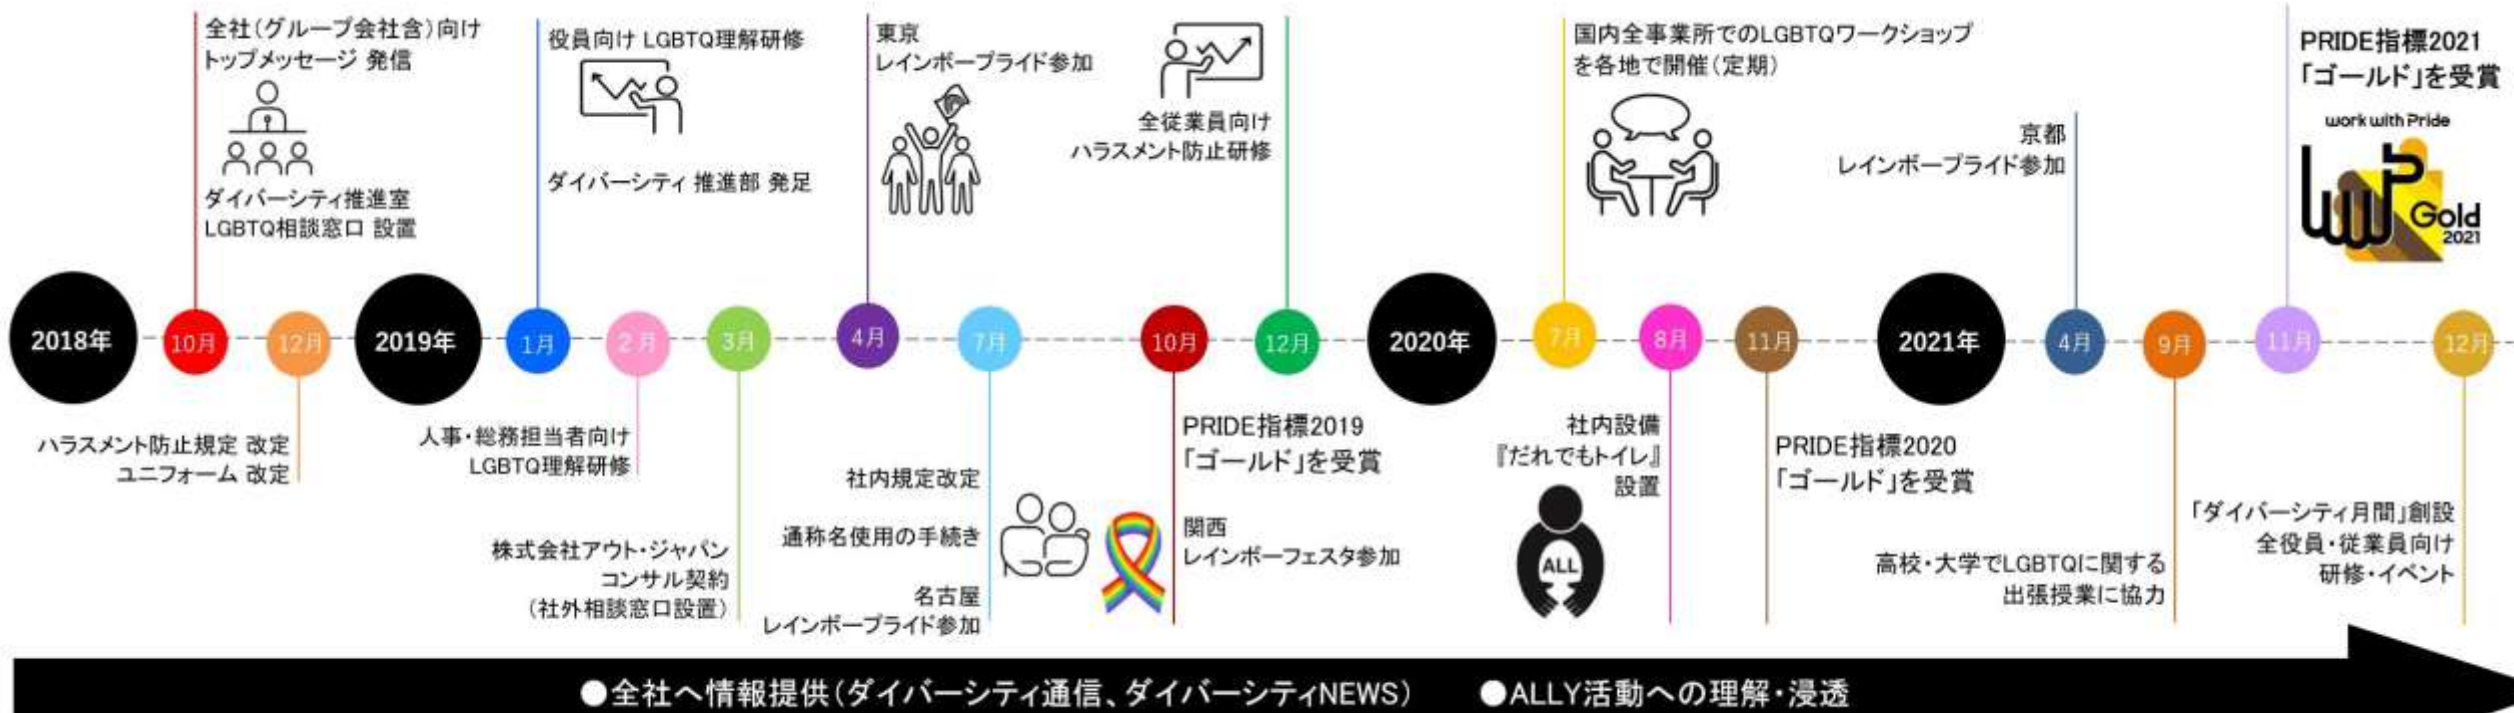 全社(グループ会社含)向け
トップメッセージ 発信
ダイバーシティ推進室
LGBTQ相談窓口 設置
役員向け LGBTQ理解研修
ダイバーシティ 推進部 発足
東京
レインボープライド参加
全従業員向け
ハラスメント防止研修
国内全事業所でのLGBTQワークショップ
を各地で開催(定期)
京都
レインボープライド参加
PRIDE指標2021
「ゴールド」を受賞
work with Pride
wwP
Gold
2021
2018年
10月
12月
2019年
1月
2月
3月
4月
7月
10月
12月
2020年
7月
8月
11月
2021年
4月
9月
11月
12月
ハラスメント防止規定 改定
ユニフォーム 改定
人事・総務担当者向け
LGBTQ理解研修
株式会社アウト・ジャパン
コンサル契約
(社外相談窓口設置)
社内規定改定
通称名使用の手続き
名古屋
レインボープライド参加
PRIDE指標2019
「ゴールド」を受賞
関西
レインボーフェスタ参加
社内設備
『だれでもトイレ』
設置
ALL
PRIDE指標2020
「ゴールド」を受賞
高校・大学でLGBTQに関する
出張授業に協力
「ダイバーシティ月間」創設
全役員・従業員向け
研修・イベント
●全社へ情報提供(ダイバーシティ通信、ダイバーシティNEWS) ●ALLY活動への理解・浸透